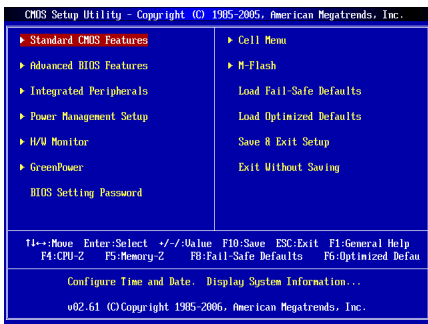 CMOS Setup Utility - Copyright (C) 1985-2005, American Megatrends, Inc.
▶ Standard CMOS Features
▶ Advanced BIOS Features
▶ Integrated Peripherals
▶ Power Management Setup
▶ H/W Monitor
▶ GreenPower
BIOS Setting Password
▶ Cell Menu
▶ M-Flash
Load Fail-Safe Defaults
Load Optimized Defaults
Save & Exit Setup
Exit Without Saving
↑↓←→:Move Enter:Select +/-/:Value F10:Save ESC:Exit F1:General Help
F4:CPU-Z F5:Memory-Z F8:Fail-Safe Defaults F6:Optimized Defau
Configure Time and Date. Display System Information...
v02.61 (C)Copyright 1985-2006, American Megatrends, Inc.